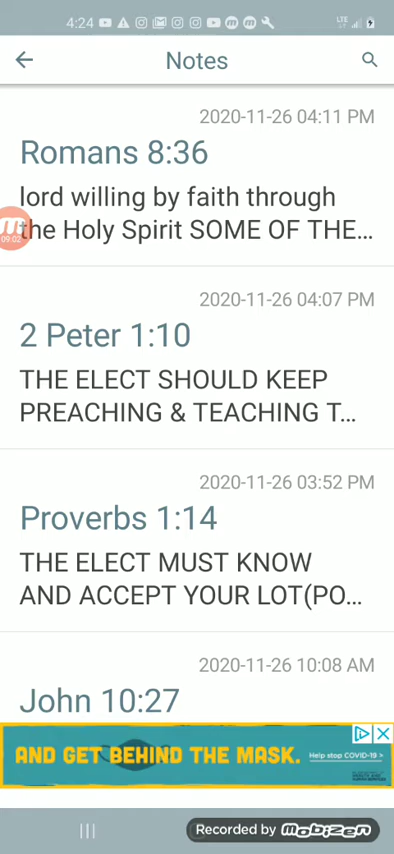 4:24
LTE
Notes
2020-11-26 04:11 PM
Romans 8:36
lord willing by faith through
the Holy Spirit SOME OF THE...
09:02
2020-11-26 04:07 PM
2 Peter 1:10
THE ELECT SHOULD KEEP
PREACHING & TEACHING T...
2020-11-26 03:52 PM
Proverbs 1:14
THE ELECT MUST KNOW
AND ACCEPT YOUR LOT(PO...
2020-11-26 10:08 AM
John 10:27
AND GET BEHIND THE MASK.
Help stop COVID-19 >
Recorded by Mobizen